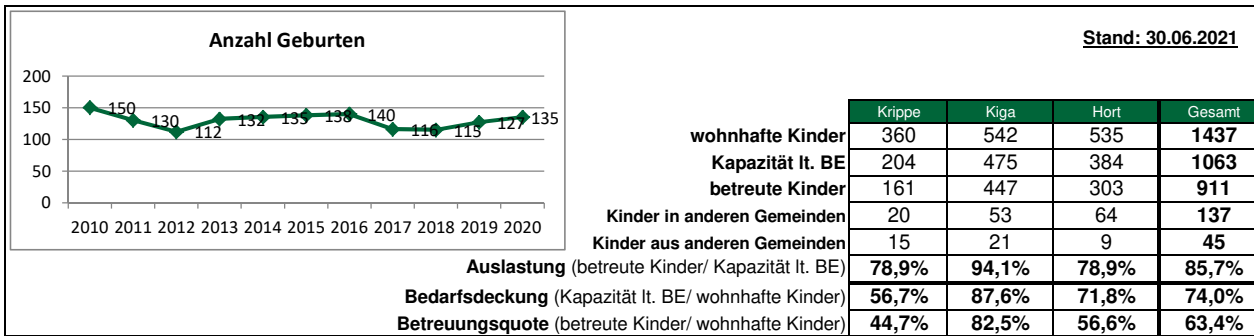 Anzahl Geburten
200
150
100
50
0
150 130 112 132 135 138 140 116 115 127 135
2010 2011 2012 2013 2014 2015 2016 2017 2018 2019 2020
Stand: 30.06.2021
Krippe Kiga Hort Gesamt
wohnhafte Kinder 360 542 535 1437
Kapazität lt. BE 204 475 384 1063
betreute Kinder 161 447 303 911
Kinder in anderen Gemeinden 20 53 64 137
Kinder aus anderen Gemeinden 15 21 9 45
Auslastung (betreute Kinder/ Kapazität lt. BE) 78,9% 94,1% 78,9% 85,7%
Bedarfsdeckung (Kapazität lt. BE/ wohnhafte Kinder) 56,7% 87,6% 71,8% 74,0%
Betreuungsquote (betreute Kinder/ wohnhafte Kinder) 44,7% 82,5% 56,6% 63,4%